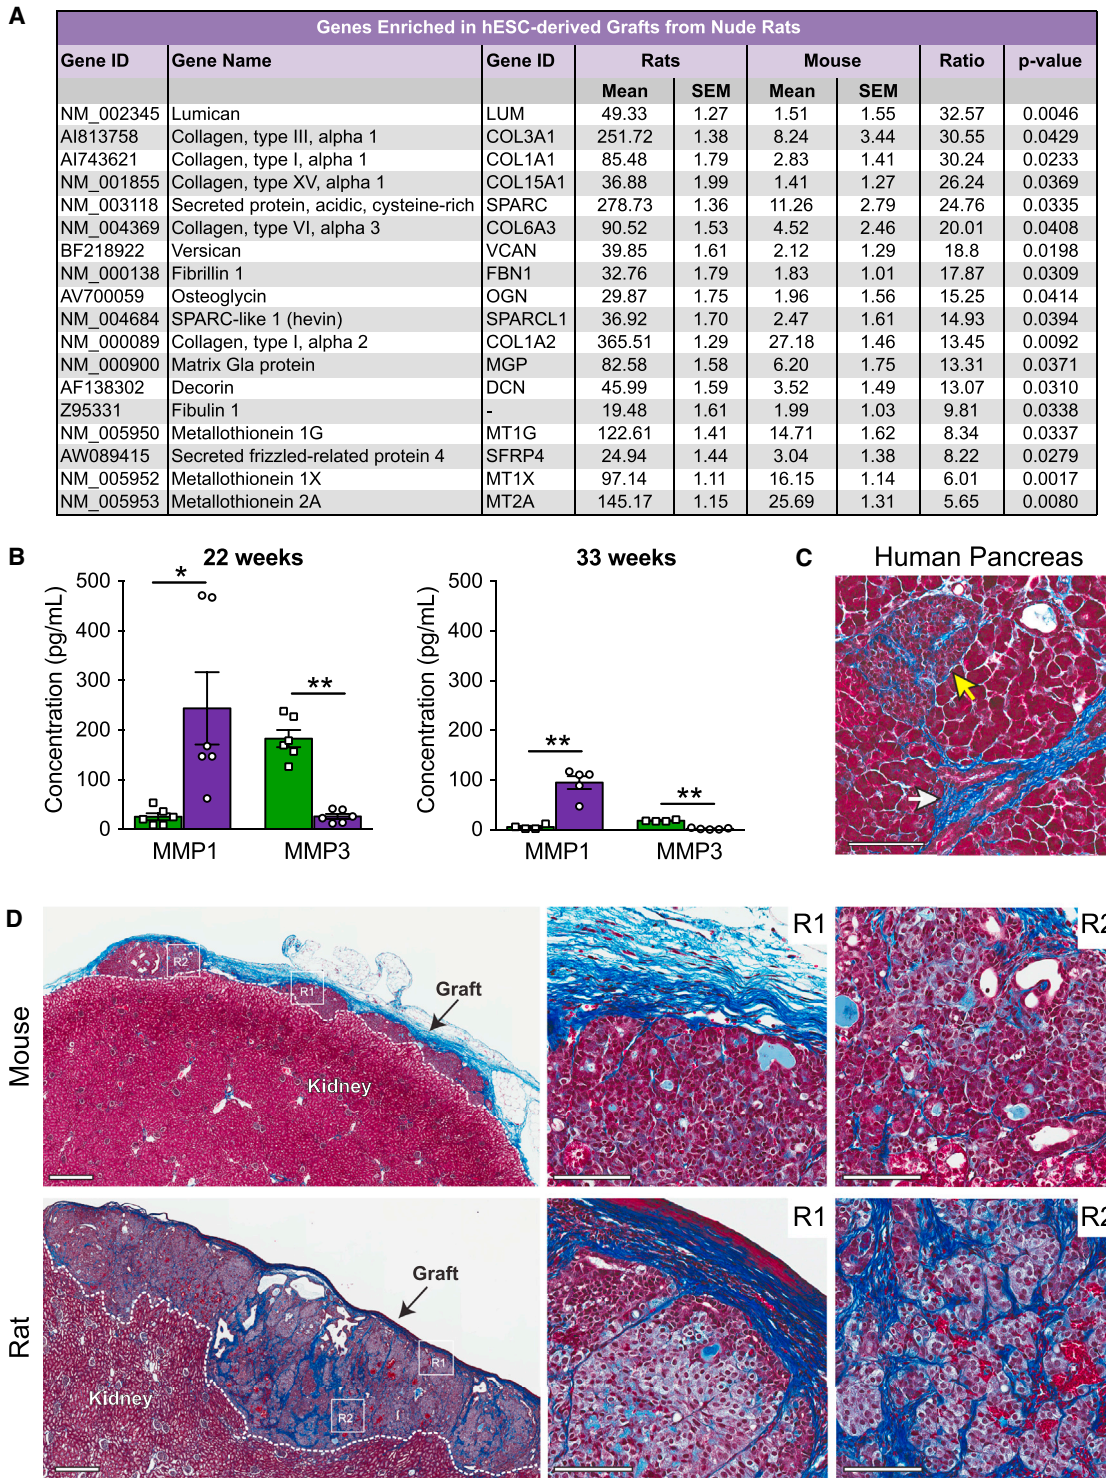 A
Genes Enriched in hESC-derived Grafts from Nude Rats
Gene ID Gene Name Gene ID Rats Mouse Ratio p-value
Mean SEM Mean SEM
NM_002345 Lumican LUM 49.33 1.27 1.51 1.55 32.57 0.0046
AI813758 Collagen, type III, alpha 1 COL3A1 251.72 1.38 8.24 3.44 30.55 0.0429
AI743621 Collagen, type I, alpha 1 COL1A1 85.48 1.79 2.83 1.41 30.24 0.0233
NM_001855 Collagen, type XV, alpha 1 COL15A1 36.88 1.99 1.41 1.27 26.24 0.0369
NM_003118 Secreted protein, acidic, cysteine-rich SPARC 278.73 1.36 11.26 2.79 24.76 0.0335
NM_004369 Collagen, type VI, alpha 3 COL6A3 90.52 1.53 4.52 2.46 20.01 0.0408
BF218922 Versican VCAN 39.85 1.61 2.12 1.29 18.8 0.0198
NM_000138 Fibrillin 1 FBN1 32.76 1.79 1.83 1.01 17.87 0.0309
AV700059 Osteoglycin OGN 29.87 1.75 1.96 1.56 15.25 0.0414
NM_004684 SPARC-like 1 (hevin) SPARCL1 36.92 1.70 2.47 1.61 14.93 0.0394
NM_000089 Collagen, type I, alpha 2 COL1A2 365.51 1.29 27.18 1.46 13.45 0.0092
NM_000900 Matrix Gla protein MGP 82.58 1.58 6.20 1.75 13.31 0.0371
AF138302 Decorin DCN 45.99 1.59 3.52 1.49 13.07 0.0310
Z95331 Fibulin 1 - 19.48 1.61 1.99 1.03 9.81 0.0338
NM_005950 Metallothionein 1G MT1G 122.61 1.41 14.71 1.62 8.34 0.0337
AW089415 Secreted frizzled-related protein 4 SFRP4 24.94 1.44 3.04 1.38 8.22 0.0279
NM_005952 Metallothionein 1X MT1X 97.14 1.11 16.15 1.14 6.01 0.0017
NM_005953 Metallothionein 2A MT2A 145.17 1.15 25.69 1.31 5.65 0.0080
B
22 weeks
Concentration (pg/mL)
500
400
300
200
100
0
*
**
MMP1 MMP3
33 weeks
Concentration (pg/mL)
500
400
300
200
100
0
**
**
MMP1 MMP3
C
Human Pancreas
D
Mouse
R2
R1
Graft
Kidney
R1
R2
Rat
Graft
R1
R2
Kidney
R1
R2